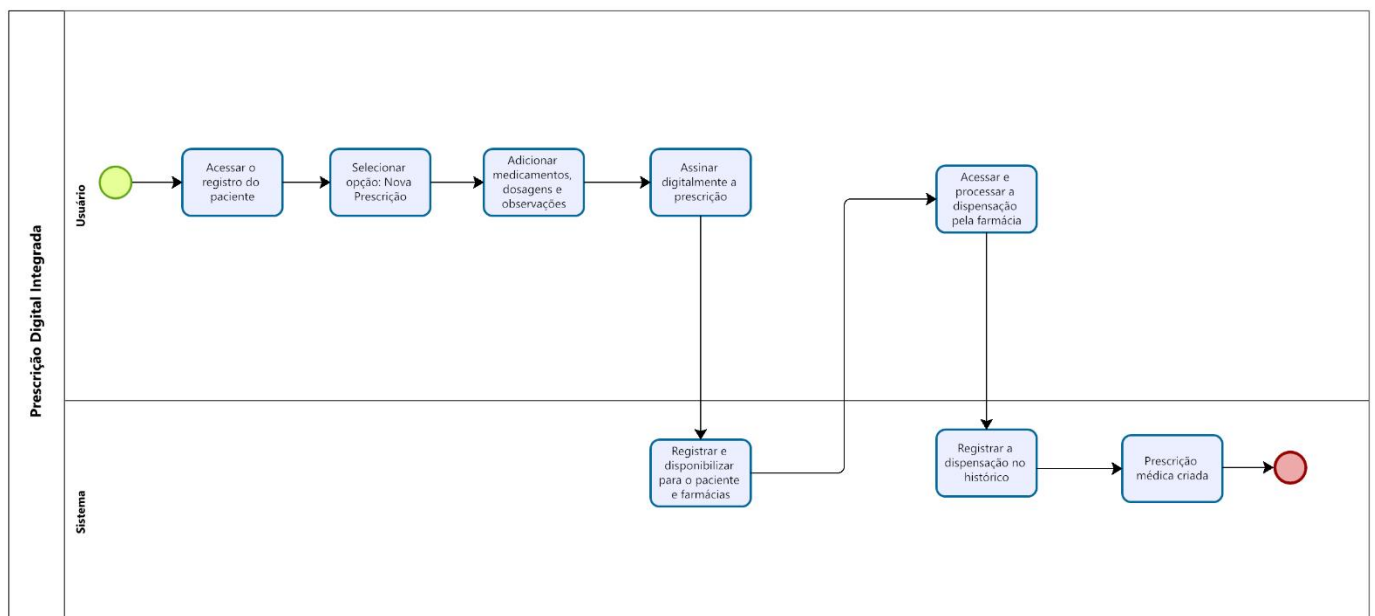 Prescrição Digital Integrada
Usuário
Acessar o
registro do
paciente
Selecionar
opção: Nova
Prescrição
Adicionar
medicamentos,
dosagens e
observações
Assinar
digitalmente a
prescrição
Acessar e
processar a
dispensação
pela farmácia
Sistema
Registrar e
disponibilizar
para o paciente
e farmácias
Registrar a
dispensação no
histórico
Prescrição
médica criada